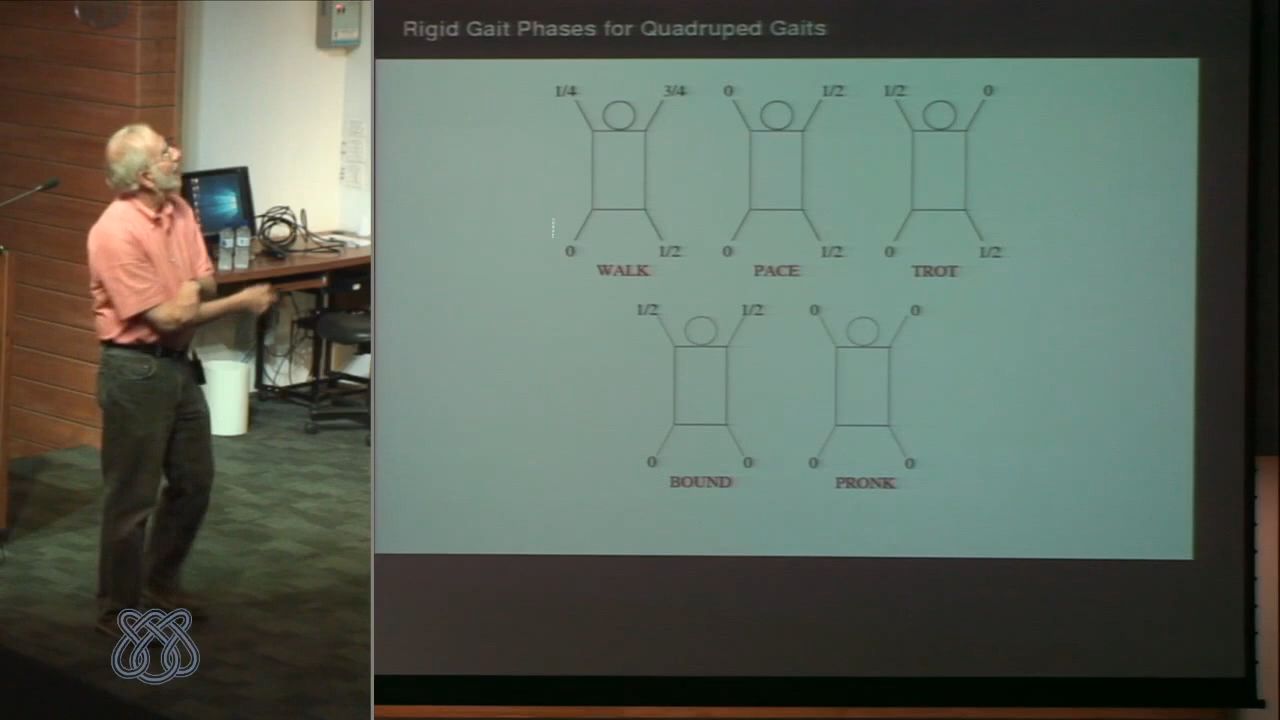 Rigid Gait Phases for Quadruped Gaits
1/4 3/4 0 1/2 1/2 0
0 1/2 0 1/2 0 1/2
WALK PACE TROT
1/2 1/2 0 0
0 0 0 0
BOUND PRONK